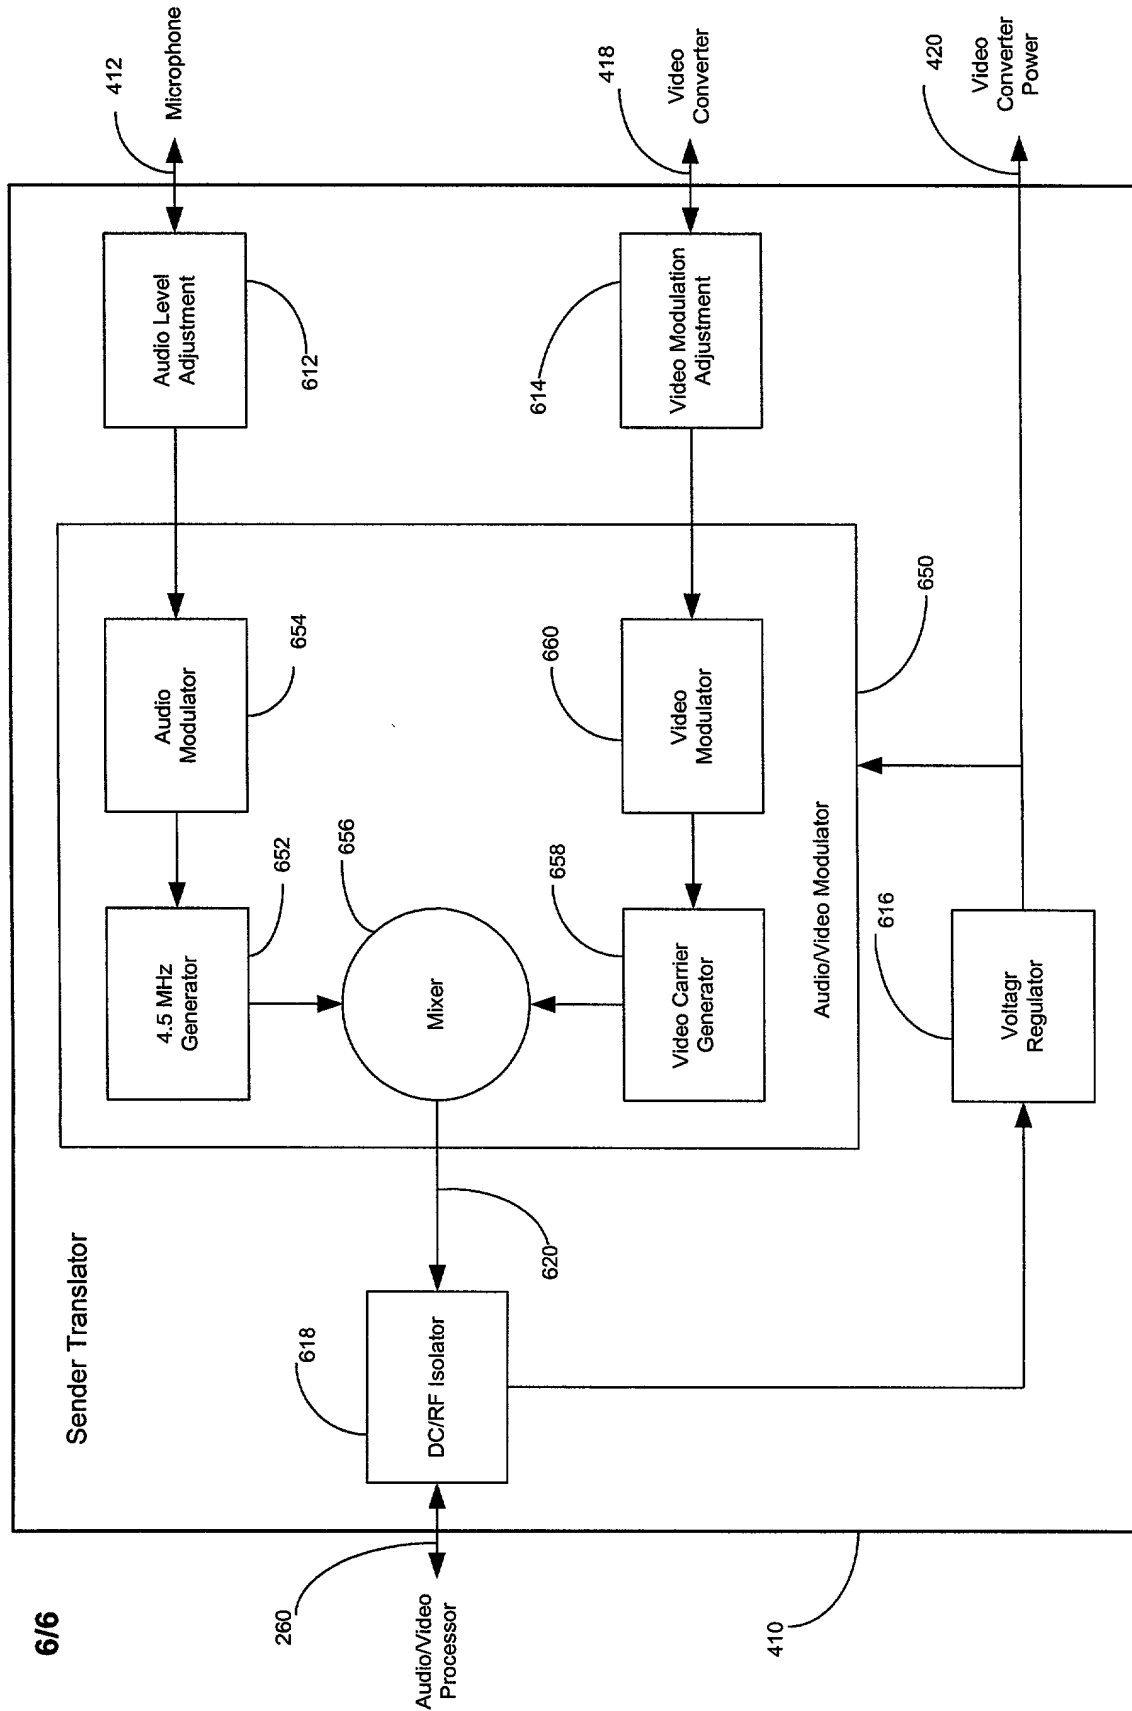 6/6
Sender Translator
412
Microphone
Audio Level
Adjustment
612
Audio
Modulator
654
4.5 MHz
Generator
652
656
Mixer
618
DC/RF Isolator
620
260
Audio/Video
Processor
418
Video
Converter
614
Video Modulation
Adjustment
660
Video
Modulator
658
Video Carrier
Generator
Audio/Video Modulator
650
616
Voltagr
Regulator
420
Video
Converter
Power
410